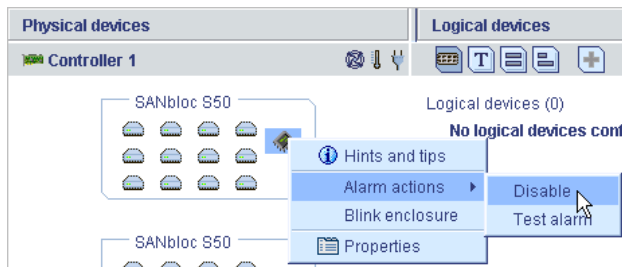 Physical devices
Logical devices
Controller 1
T
SANbloc S50
Logical devices (0)
No logical devices conf
Hints and tips
Alarm actions
Disable
Blink enclosure
Test alarm
SANbloc S50
Properties